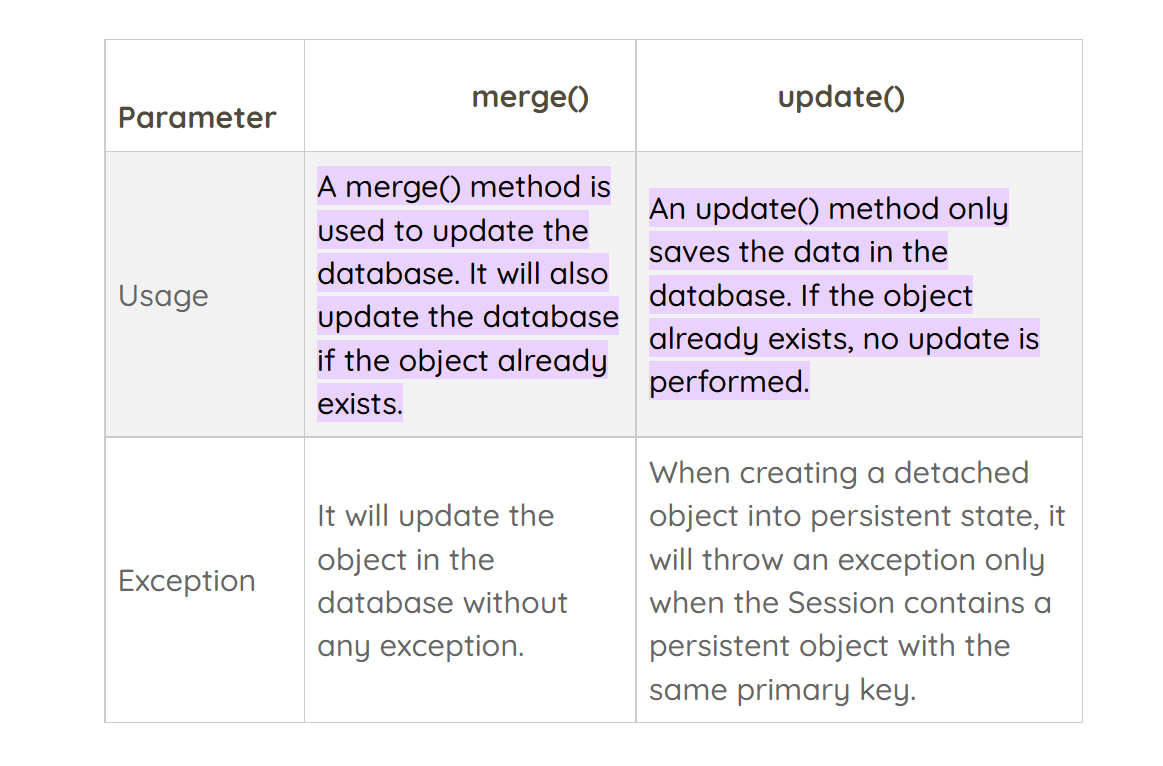 Parameter
merge()
update()
Usage
A merge() method is
used to update the
database. It will also
update the database
if the object already
exists.
An update() method only
saves the data in the
database. If the object
already exists, no update is
performed.
Exception
It will update the
object in the
database without
any exception.
When creating a detached
object into persistent state, it
will throw an exception only
when the Session contains a
persistent object with the
same primary key.